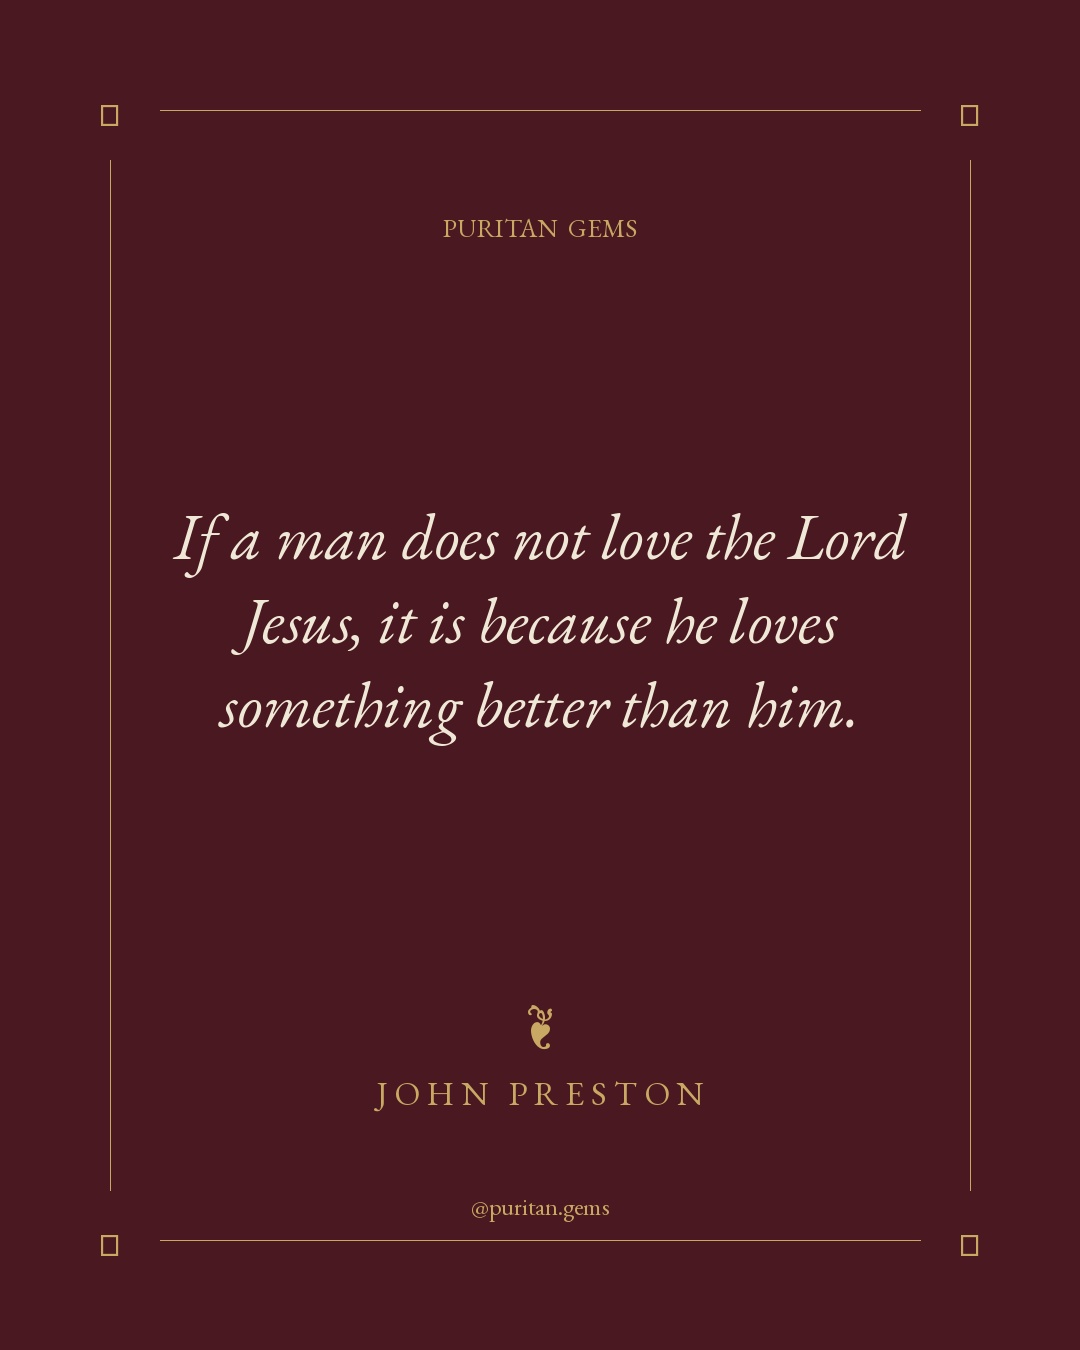 PURITAN GEMS
If a man does not love the Lord
Jesus, it is because he loves
something better than him.
JOHN PRESTON
@puritan.gems